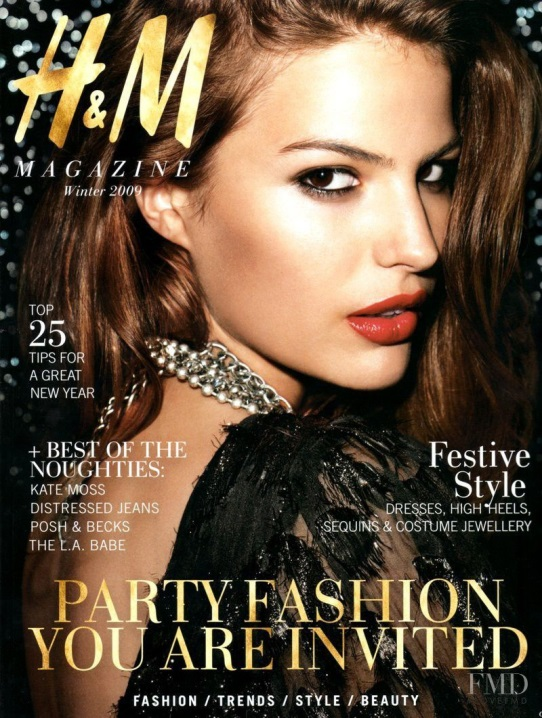 H&M
MAGAZINE
Winter 2009
TOP
25
TIPS FOR
A GREAT
NEW YEAR
+ BEST OF THE
NOUGHTIES:
KATE MOSS
DISTRESSED JEANS
POSH & BECKS
THE L.A. BABE
Festive
Style
DRESSES, HIGH HEELS,
SEQUINS & COSTUME JEWELLERY
PARTY FASHION
YOU ARE INVITED
FASHION / TRENDS / STYLE / BEAUTY
FMD